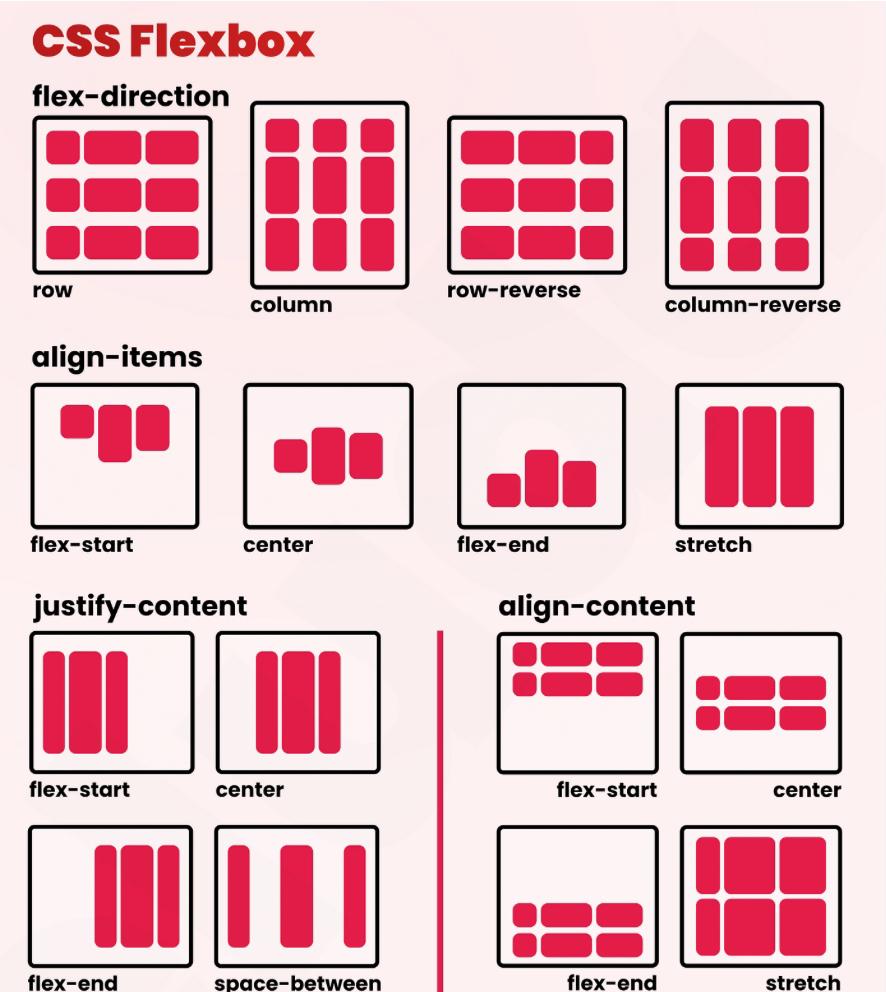 CSS Flexbox
flex-direction
row
column
row-reverse
column-reverse
align-items
flex-start
center
flex-end
stretch
justify-content
flex-start
center
flex-end
space-between
align-content
flex-start
center
flex-end
stretch